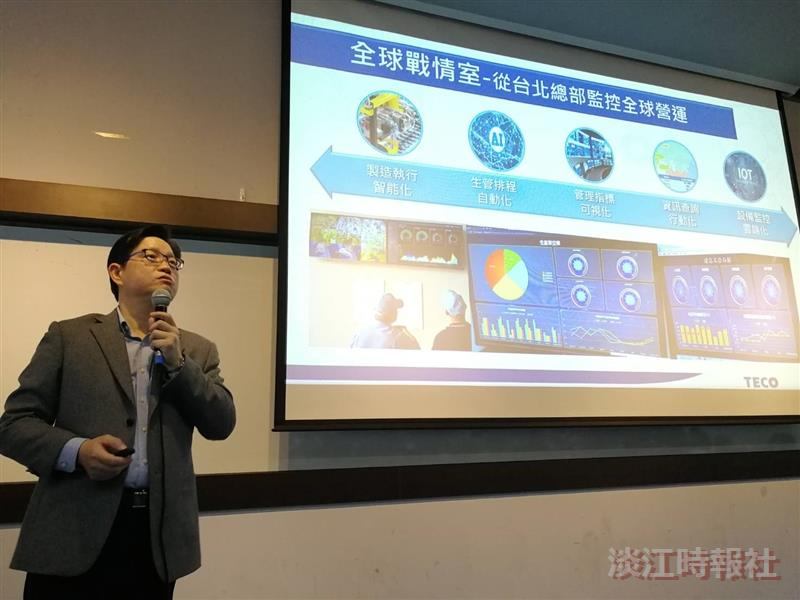 全球戰情室-從台北總部監控全球營運
AI
IOT
製造執行
智能化
生管排程
自動化
管理指標
可視化
資訊查詢
行動化
設備監控
雲端化
TECO
淡江時報社